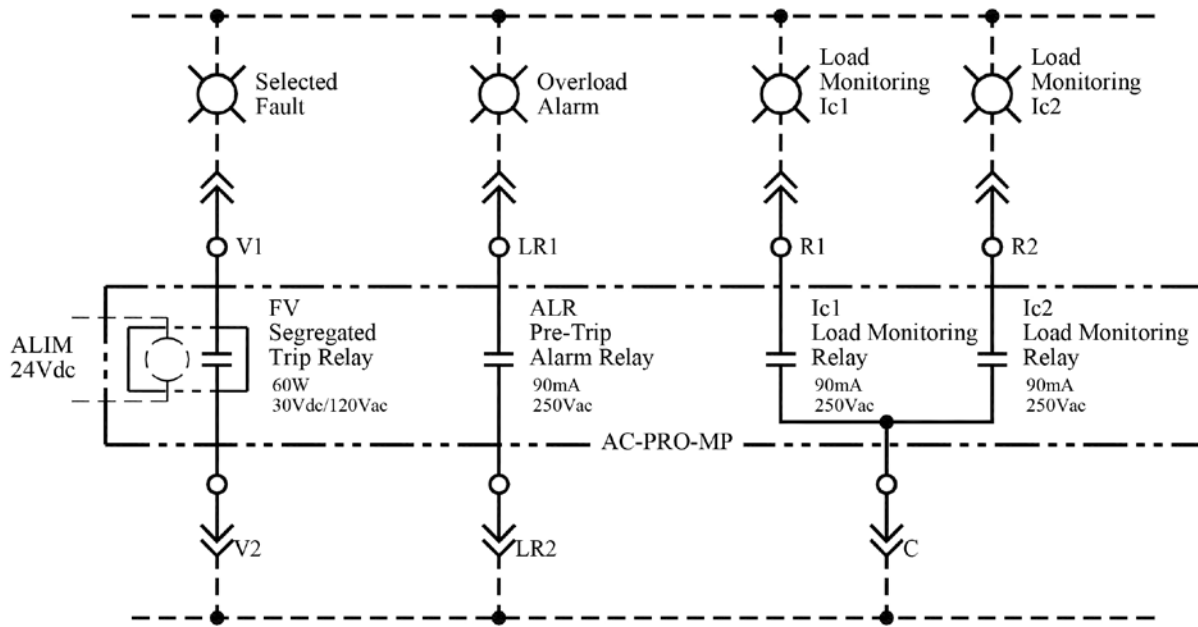 Selected
Fault
Overload
Alarm
Load
Monitoring
Ic1
Load
Monitoring
Ic2
V1
LR1
R1
R2
ALIM
24Vdc
FV
Segregated
Trip Relay
60W
30Vdc/120Vac
ALR
Pre-Trip
Alarm Relay
90mA
250Vac
Ic1
Load Monitoring
Relay
90mA
250Vac
Ic2
Load Monitoring
Relay
90mA
250Vac
AC-PRO-MP
V2
LR2
C